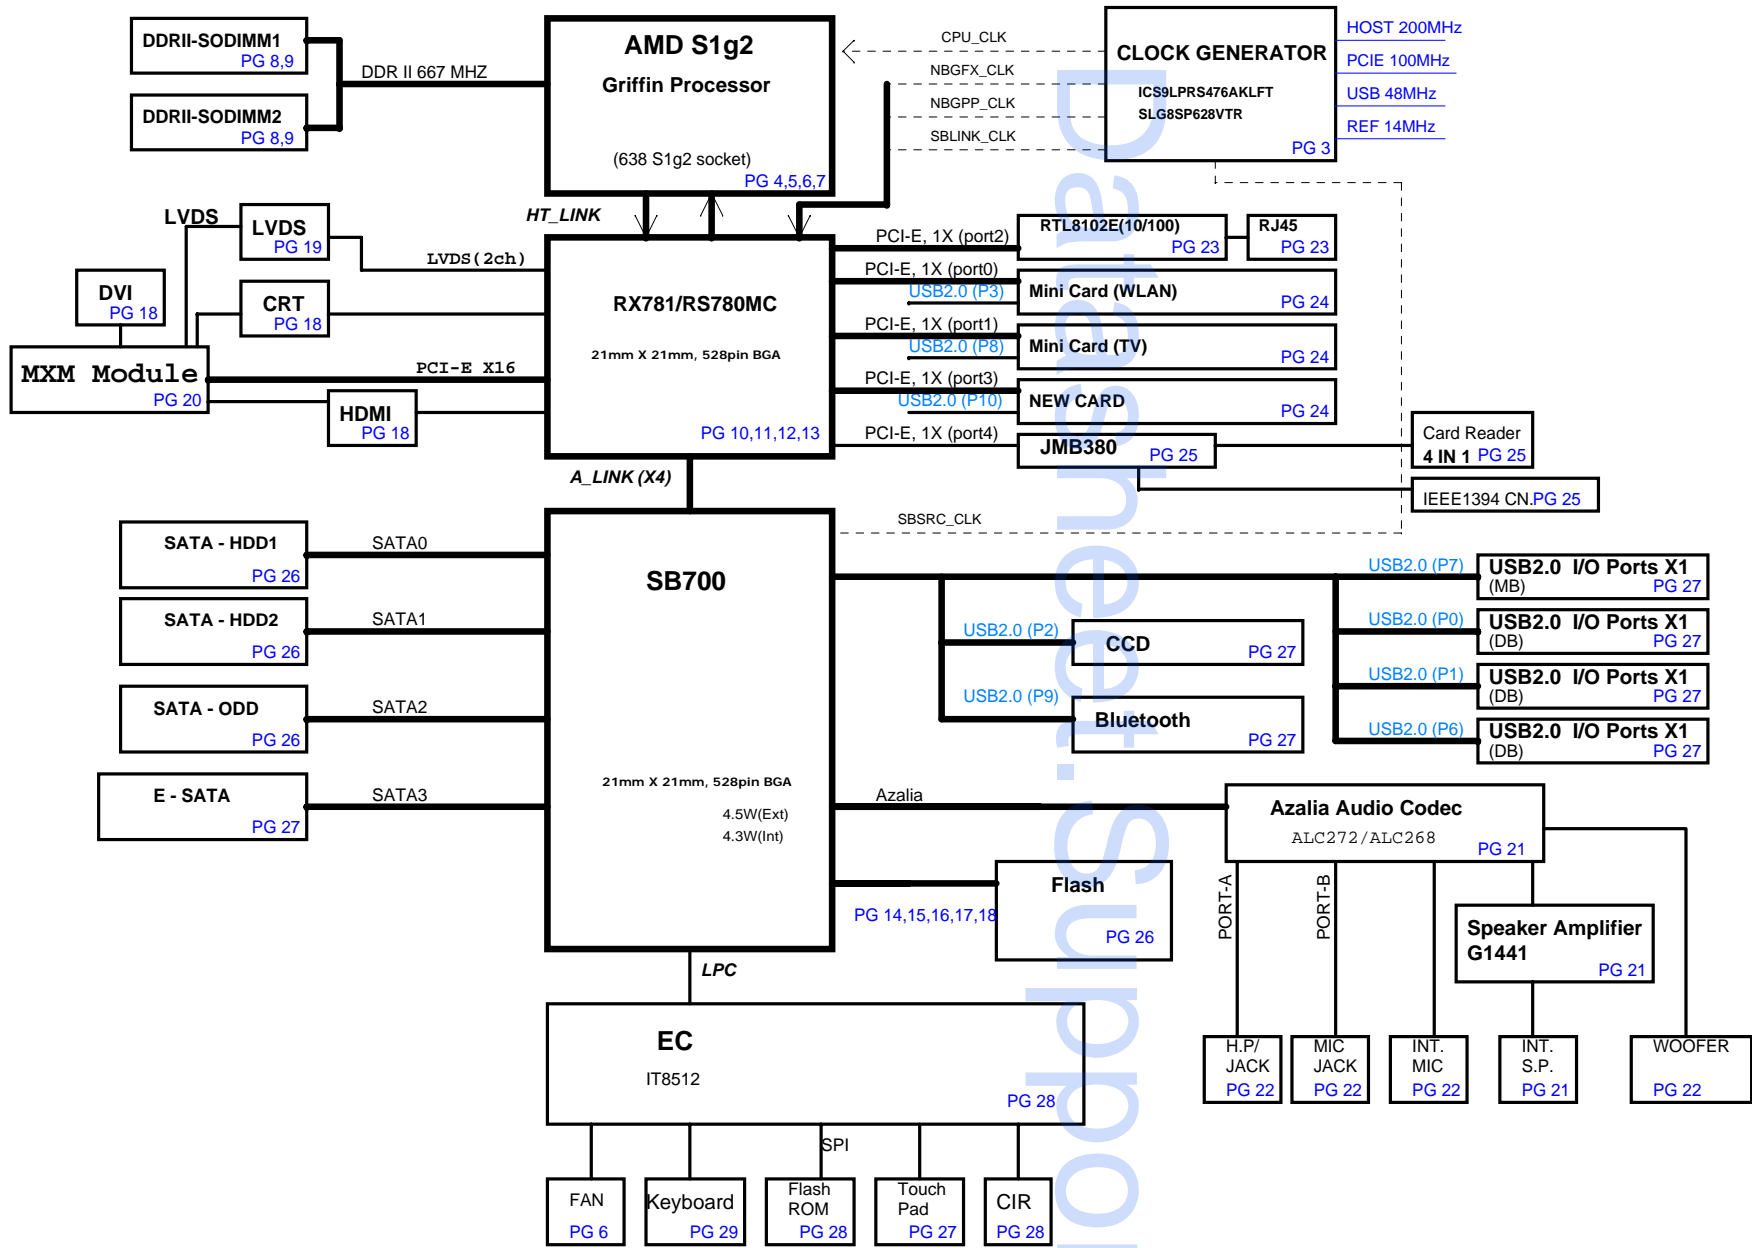 DDRII-SODIMM1
PG 8,9
DDRII-SODIMM2
PG 8,9
DDR II 667 MHZ
AMD S1g2
Griffin Processor
(638 S1g2 socket)
PG 4,5,6,7
CPU_CLK
NBGFX_CLK
NBGPP_CLK
SBLINK_CLK
CLOCK GENERATOR
ICS9LPRS476AKLFT
SLG8SP628VTR
PG 3
HOST 200MHz
PCIE 100MHz
USB 48MHz
REF 14MHz
HT_LINK
LVDS
LVDS
PG 19
LVDS(2ch)
DVI
PG 18
CRT
PG 18
MXM Module
PG 20
PCI-E X16
HDMI
PG 18
RX781/RS780MC
21mm X 21mm, 528pin BGA
PG 10,11,12,13
PCI-E, 1X (port2)
RTL8102E(10/100)
PG 23
RJ45
PG 23
PCI-E, 1X (port0)
USB2.0 (P3)
Mini Card (WLAN)
PG 24
PCI-E, 1X (port1)
USB2.0 (P8)
Mini Card (TV)
PG 24
PCI-E, 1X (port3)
USB2.0 (P10)
NEW CARD
PG 24
PCI-E, 1X (port4)
JMB380
PG 25
Card Reader
4 IN 1 PG 25
IEEE1394 CN.PG 25
A_LINK (X4)
SBSRC_CLK
SATA - HDD1
PG 26
SATA0
SATA - HDD2
PG 26
SATA1
SATA - ODD
PG 26
SATA2
E - SATA
PG 27
SATA3
SB700
21mm X 21mm, 528pin BGA
4.5W(Ext)
4.3W(Int)
PG 14,15,16,17,18
USB2.0 (P2)
CCD
PG 27
USB2.0 (P9)
Bluetooth
PG 27
USB2.0 (P7)
USB2.0 I/O Ports X1
(MB)
PG 27
USB2.0 (P0)
USB2.0 I/O Ports X1
(DB)
PG 27
USB2.0 (P1)
USB2.0 I/O Ports X1
(DB)
PG 27
USB2.0 (P6)
USB2.0 I/O Ports X1
(DB)
PG 27
Azalia
Azalia Audio Codec
ALC272/ALC268
PG 21
Flash
PG 26
PORT-A
PORT-B
Speaker Amplifier
G1441
PG 21
H.P/
JACK
PG 22
MIC
JACK
PG 22
INT.
MIC
PG 22
INT.
S.P.
PG 21
WOOFER
PG 22
LPC
EC
IT8512
PG 28
SPI
FAN
PG 6
Keyboard
PG 29
Flash
ROM
PG 28
Touch
Pad
PG 27
CIR
PG 28
Datasheet.Suppo